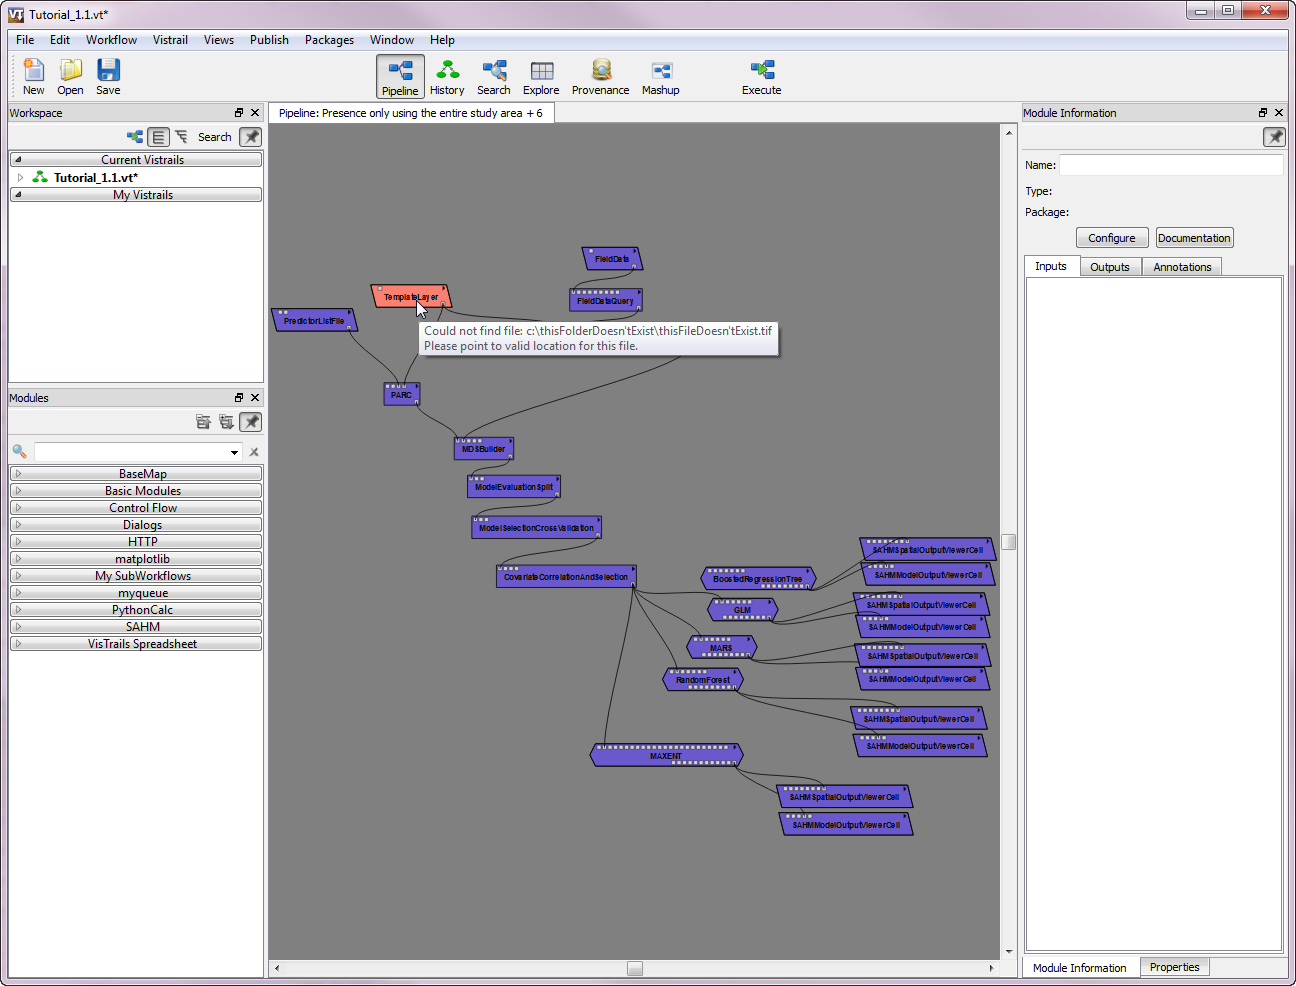 Tutorial_1.1.vt*
File Edit Workflow Vistrail Views Publish Packages Window Help
New Open Save Pipeline History Search Explore Provenance Mashup Execute
Workspace
Search
Current Vistrails
Tutorial_1.1.vt*
My Vistrails
Modules
BaseMap
Basic Modules
Control Flow
Dialogs
HTTP
matplotlib
My SubWorkflows
myqueue
PythonCalc
SAHM
VisTrails Spreadsheet
Pipeline: Presence only using the entire study area + 6
FieldData
TemplateLayer
FieldDataQuery
PredictorListFile
Could not find file: c:\thisFolderDoesn'tExist\thisFileDoesn'tExist.tif
Please point to valid location for this file.
PARC
MDSBuilder
ModelEvaluationSplit
ModelSelectionCrossValidation
CovariateCorrelationAndSelection
BoostedRegressionTree
GLM
MARS
RandomForest
MAXENT
SAHMSpatialOutputViewerCell
SAHMModelOutputViewerCell
SAHMSpatialOutputViewerCell
SAHMModelOutputViewerCell
SAHMSpatialOutputViewerCell
SAHMModelOutputViewerCell
SAHMSpatialOutputViewerCell
SAHMModelOutputViewerCell
SAHMSpatialOutputViewerCell
SAHMModelOutputViewerCell
Module Information
Name:
Type:
Package:
Configure Documentation
Inputs Outputs Annotations
Module Information Properties